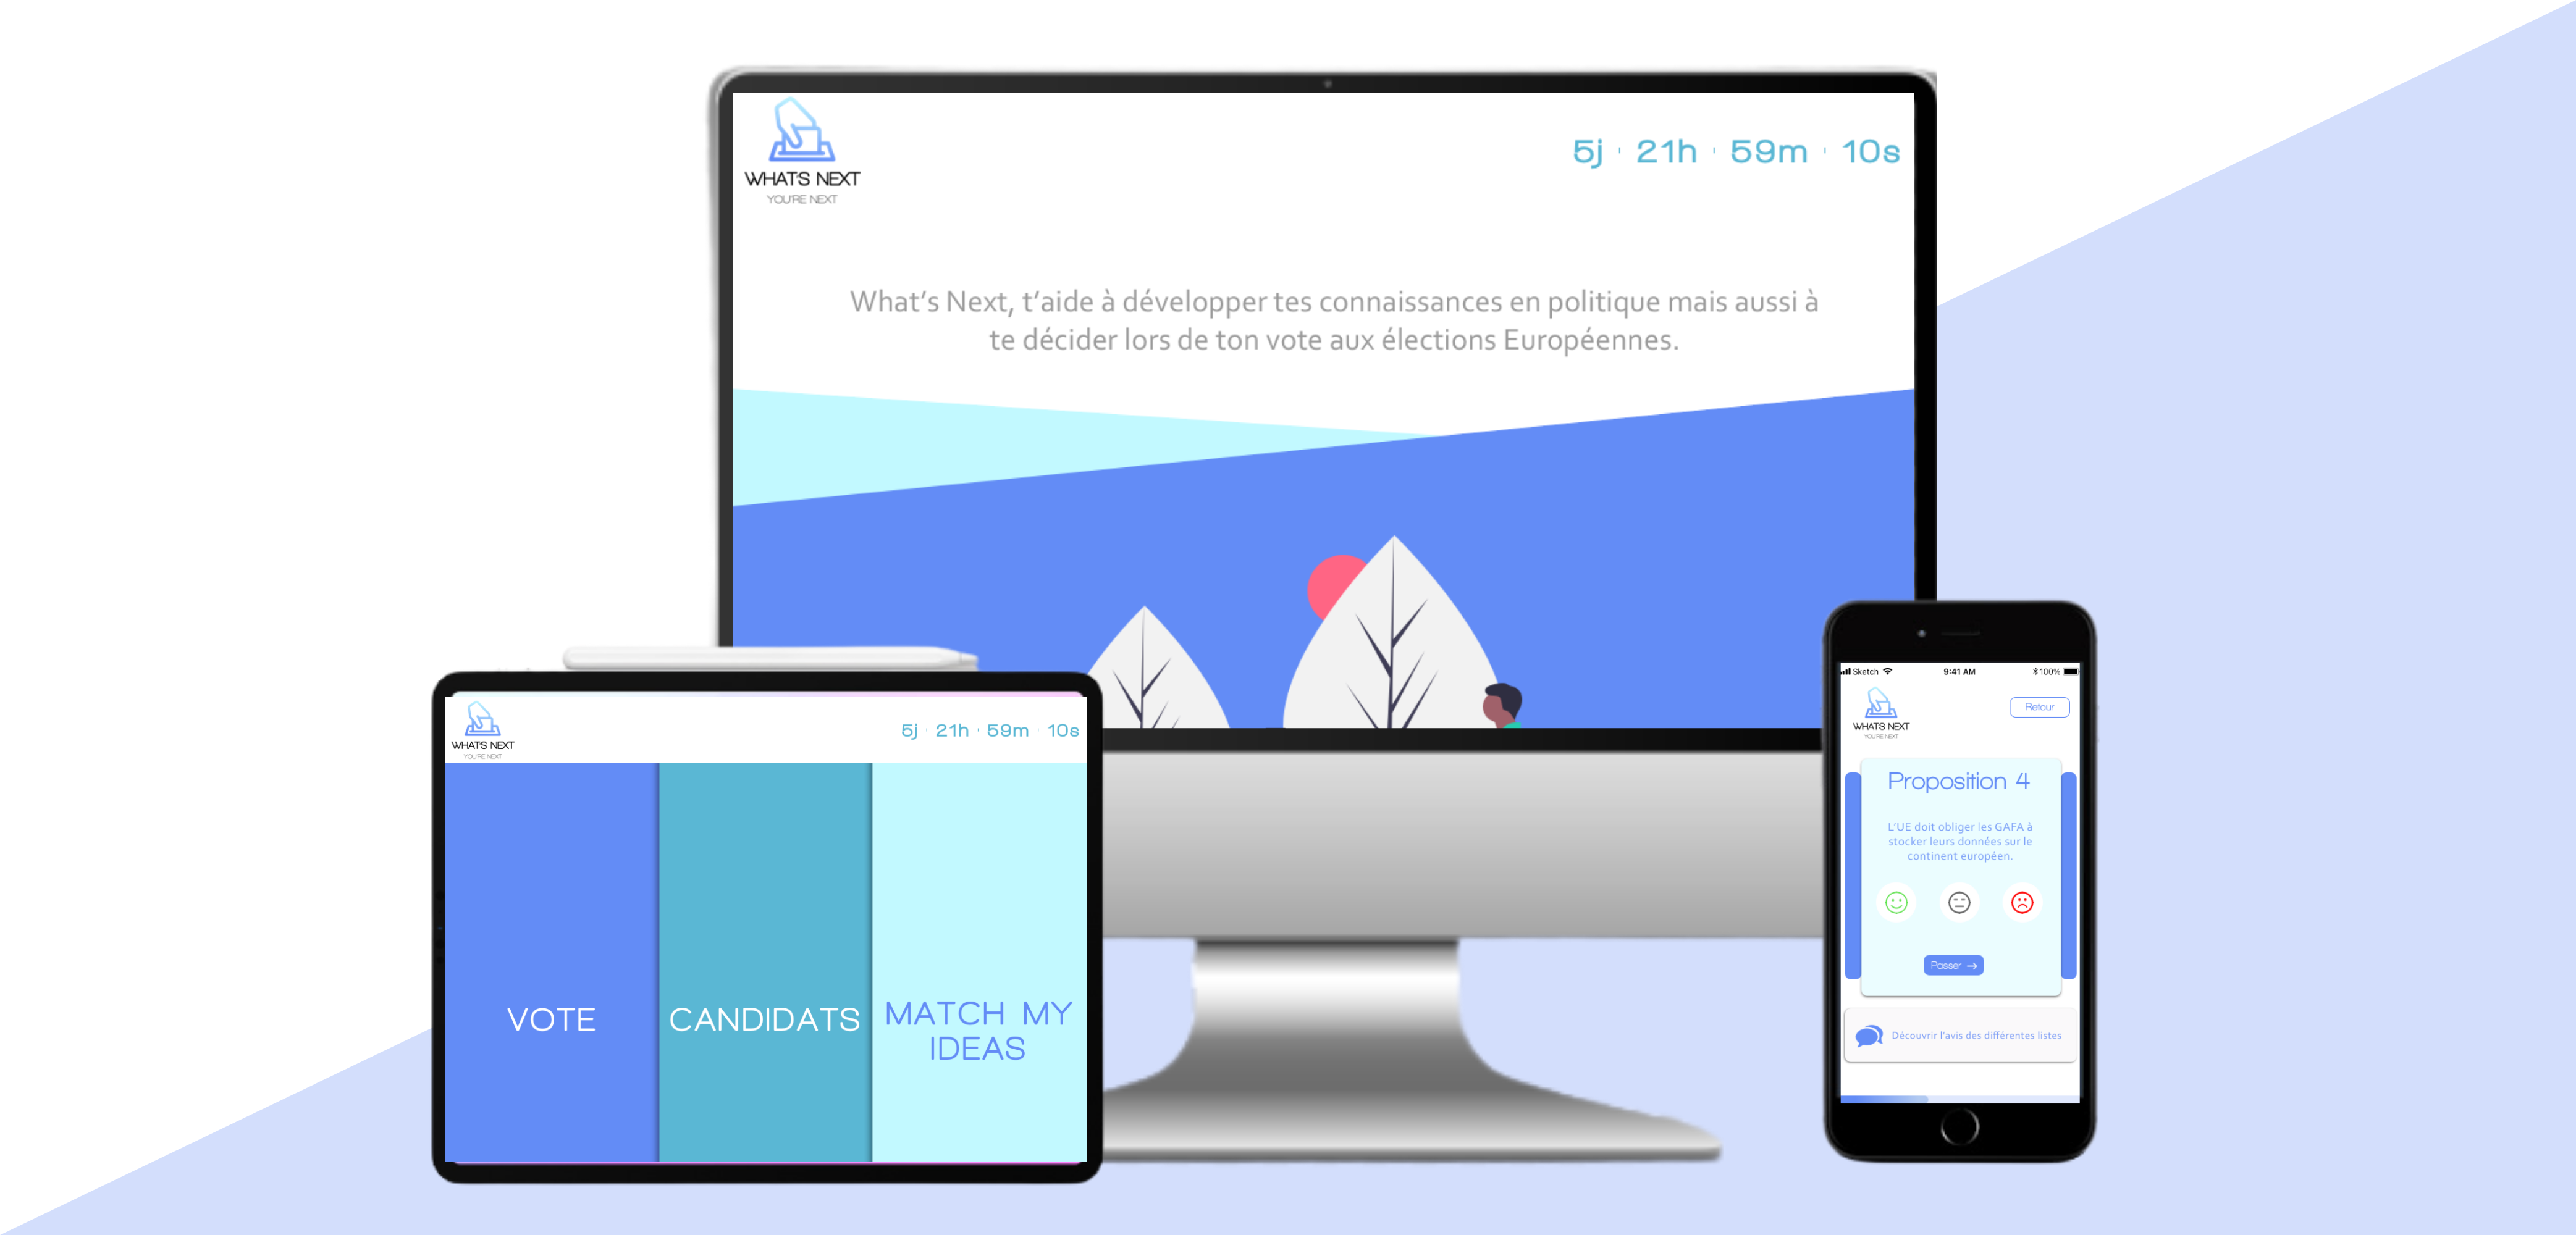 WHAT'S NEXT
YOU'RE NEXT
5j 21h 59m 10s
What's Next, t'aide à développer tes connaissances en politique mais aussi à
te décider lors de ton vote aux élections Européennes.
WHAT'S NEXT
YOU'RE NEXT
5j 21h 59m 10s
VOTE
CANDIDATS
MATCH MY
IDEAS
Sketch 9:41 AM 100%
WHAT'S NEXT
YOU'RE NEXT
Retour
Proposition 4
L'UE doit obliger les GAFA à
stocker leurs données sur le
continent européen.
Passer →
Découvrir l'avis des différentes listes